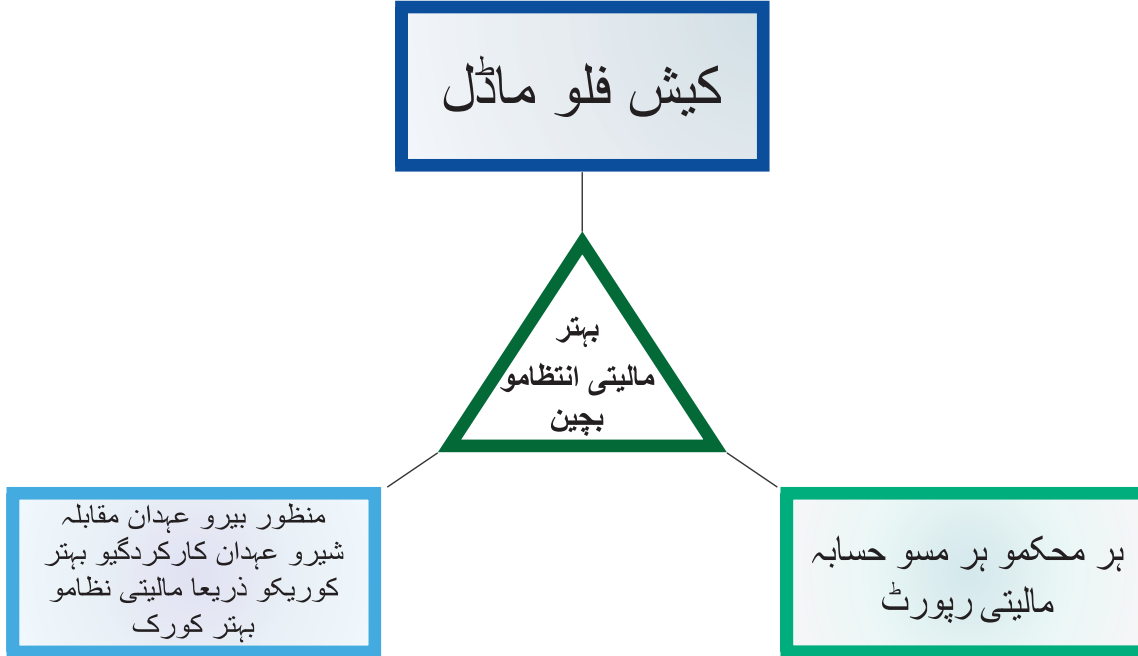 کیش فلو ماڈل
بہتر
مالیتی انتظامو
بچین
ہر محکمو ہر مسو حسابہ
مالیتی رپورٹ
منظور بیرو عہدان مقابلہ
شیرو عہدان کارکردگیو بہتر
کوریکو ذریعا مالیتی نظامو
بہتر کورک